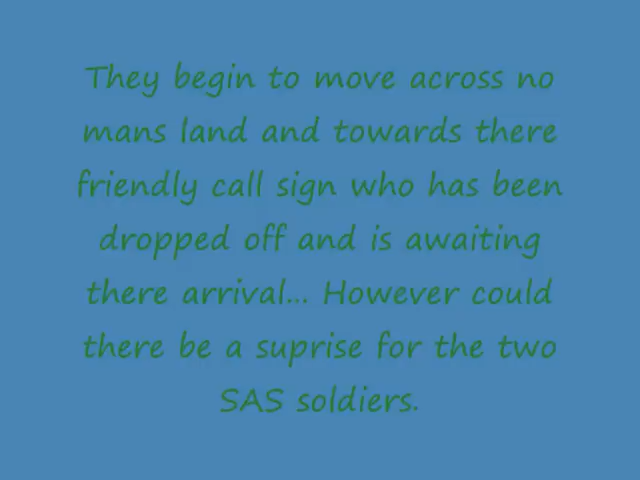 They begin to move across no
mans land and towards there
friendly call sign who has been
dropped off and is awaiting
there arrival... However could
there be a suprise for the two
SAS soldiers.